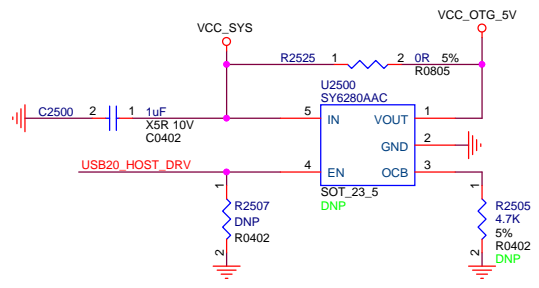 VCC_SYS
VCC_OTG_5V
R2525 1 2 0R 5%
R0805
U2500
SY6280AAC
C2500 2 1 1uF
X5R 10V
C0402
5 IN VOUT 1
GND 2
USB20_HOST_DRV
4 EN OCB 3
SOT_23_5
DNP
1
R2507
DNP
R0402
2
1
R2505
4.7K
5%
R0402
DNP
2